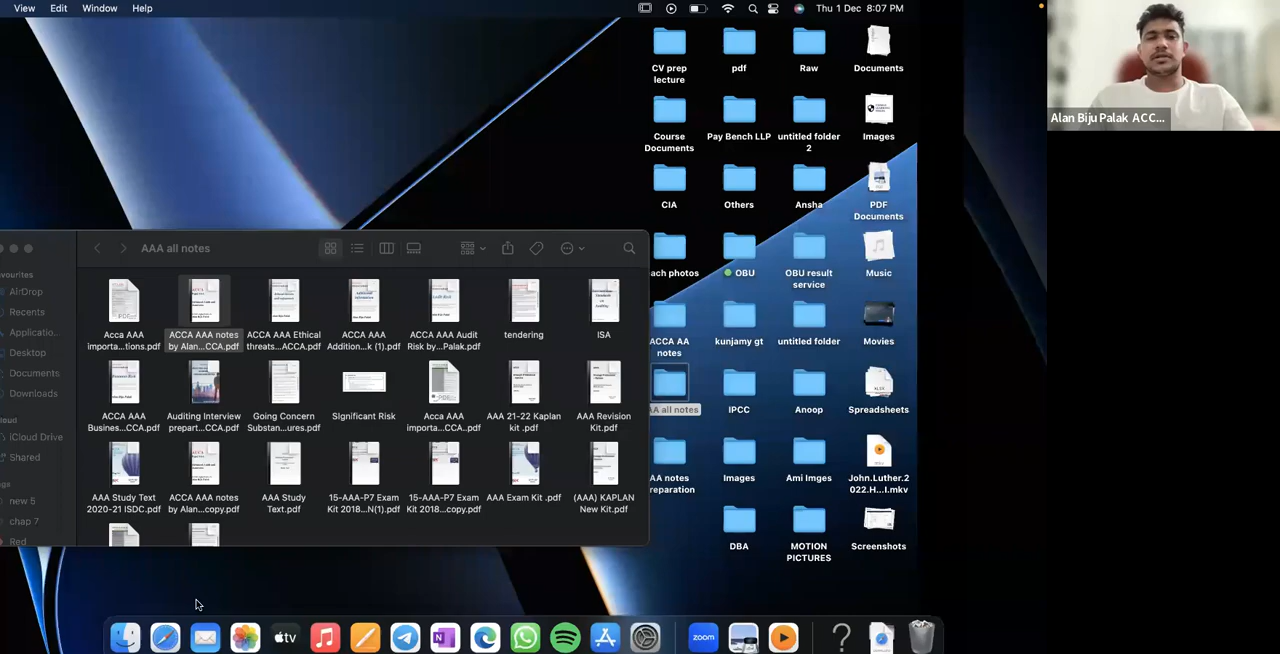 View Edit Window Help
Thu 1 Dec 8:07 PM
Alan Biju Palak ACC...
CV prep lecture
pdf
Raw
Documents
Course Documents
Pay Bench LLP
untitled folder 2
Images
CIA
Others
Ansha
PDF Documents
ach photos
OBU
OBU result service
Music
ACCA AA notes
kunjamy gt
untitled folder
Movies
AA all notes
IPCC
Anoop
Spreadsheets
AA notes
reparation
Images
Ami Imges
John.Luther.2
022.H...l.mkv
DBA
MOTION PICTURES
Screenshots
AAA all notes
avourites
AirDrop
Recents
Applicatio...
Desktop
Documents
Downloads
loud
iCloud Drive
Shared
gs
new 5
chap 7
Red
Acca AAA
importa...tions.pdf
ACCA AAA notes
by Alan...CCA.pdf
ACCA AAA Ethical
threats...ACCA.pdf
ACCA AAA
Addition...k (1).pdf
ACCA AAA Audit
Risk by...Palak.pdf
tendering
ISA
ACCA AAA
Busines...CCA.pdf
Auditing Interview
prepart...CCA.pdf
Going Concern
Substan...ures.pdf
SIgnificant Risk
Acca AAA
importa...CCA..pdf
AAA 21-22 Kaplan
kit .pdf
AAA Revision
Kit.pdf
AAA Study Text
2020-21 ISDC.pdf
ACCA AAA notes
by Alan...copy.pdf
AAA Study
Text.pdf
15-AAA-P7 Exam
Kit 2018...N(1).pdf
15-AAA-P7 Exam
Kit 2018...copy.pdf
AAA Exam Kit .pdf
(AAA) KAPLAN
New Kit.pdf
tv
zoom